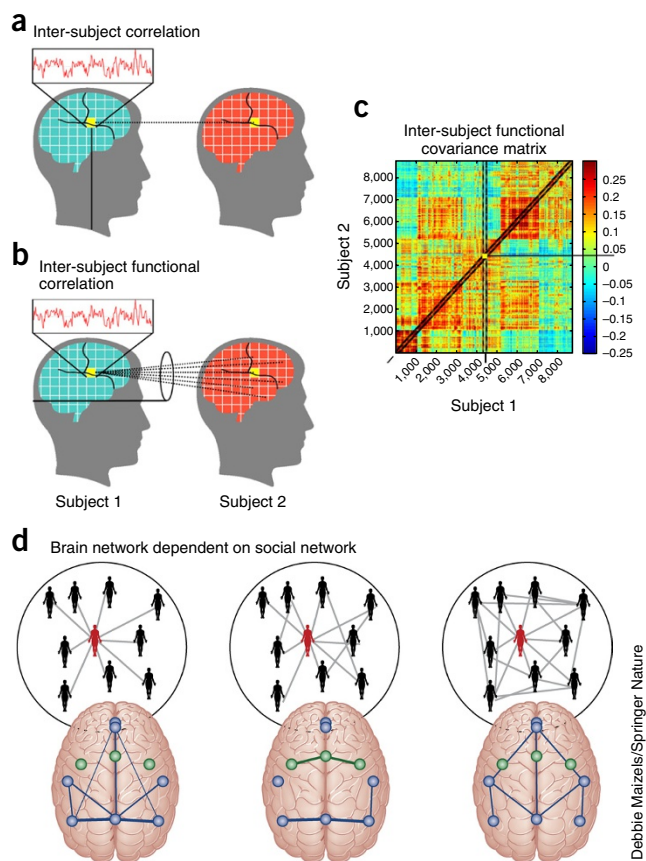 a
Inter-subject correlation
b
Inter-subject functional
correlation
Subject 1
Subject 2
c
Inter-subject functional
covariance matrix
8,000
7,000
6,000
5,000
4,000
3,000
2,000
1,000
Subject 2
1,000
2,000
3,000
4,000
5,000
6,000
7,000
8,000
Subject 1
0.25
0.20
0.15
0.10
0.05
0
−0.05
−0.1
−0.15
−0.2
−0.25
d
Brain network dependent on social network
Debbie Maizels/Springer Nature